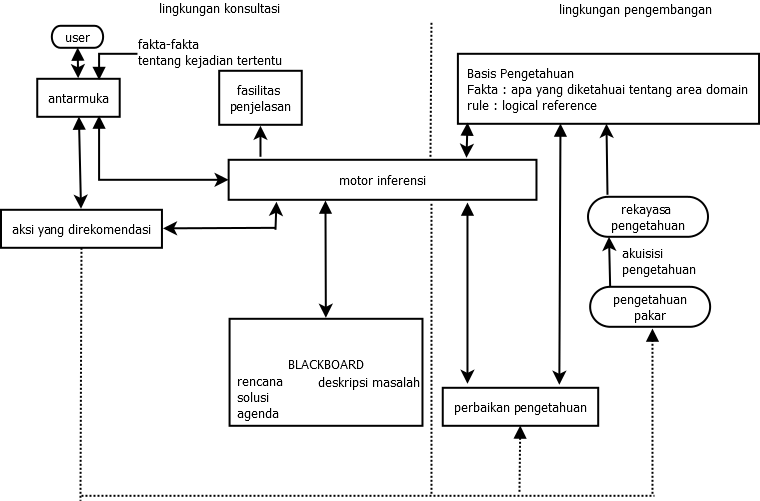 lingkungan konsultasi
lingkungan pengembangan
user
fakta-fakta
tentang kejadian tertentu
antarmuka
fasilitas
penjelasan
Basis Pengetahuan
Fakta : apa yang diketahuai tentang area domain
rule : logical reference
motor inferensi
aksi yang direkomendasi
rekayasa
pengetahuan
akuisisi
pengetahuan
pengetahuan
pakar
BLACKBOARD
rencana
deskripsi masalah
solusi
agenda
perbaikan pengetahuan